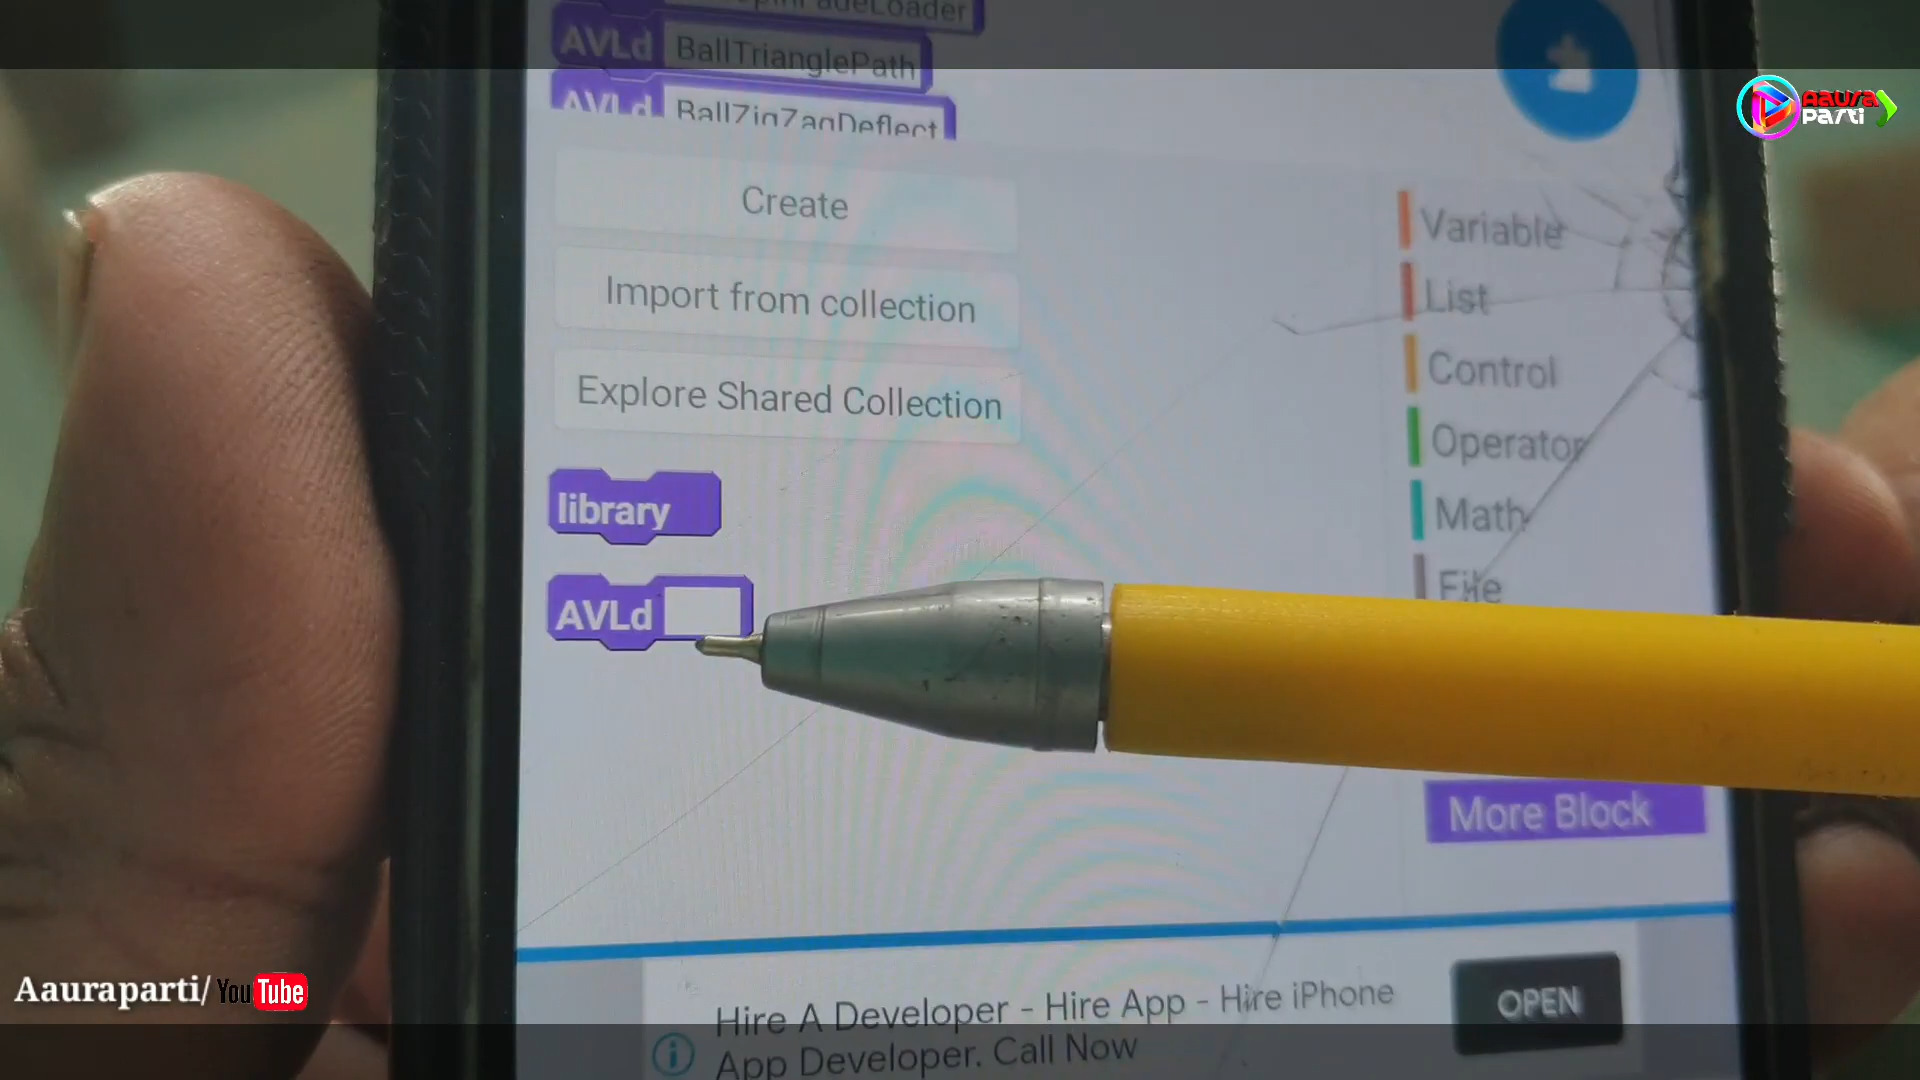 AVLd BallTrianglePath
AVLd BallZigZagDeflect
Create
Import from collection
Explore Shared Collection
library
AVLd
Variable
List
Control
Operator
Math
File
More Block
Hire A Developer - Hire App - Hire iPhone
App Developer. Call Now
OPEN
Aaura
Parti
Aauraparti/YouTube